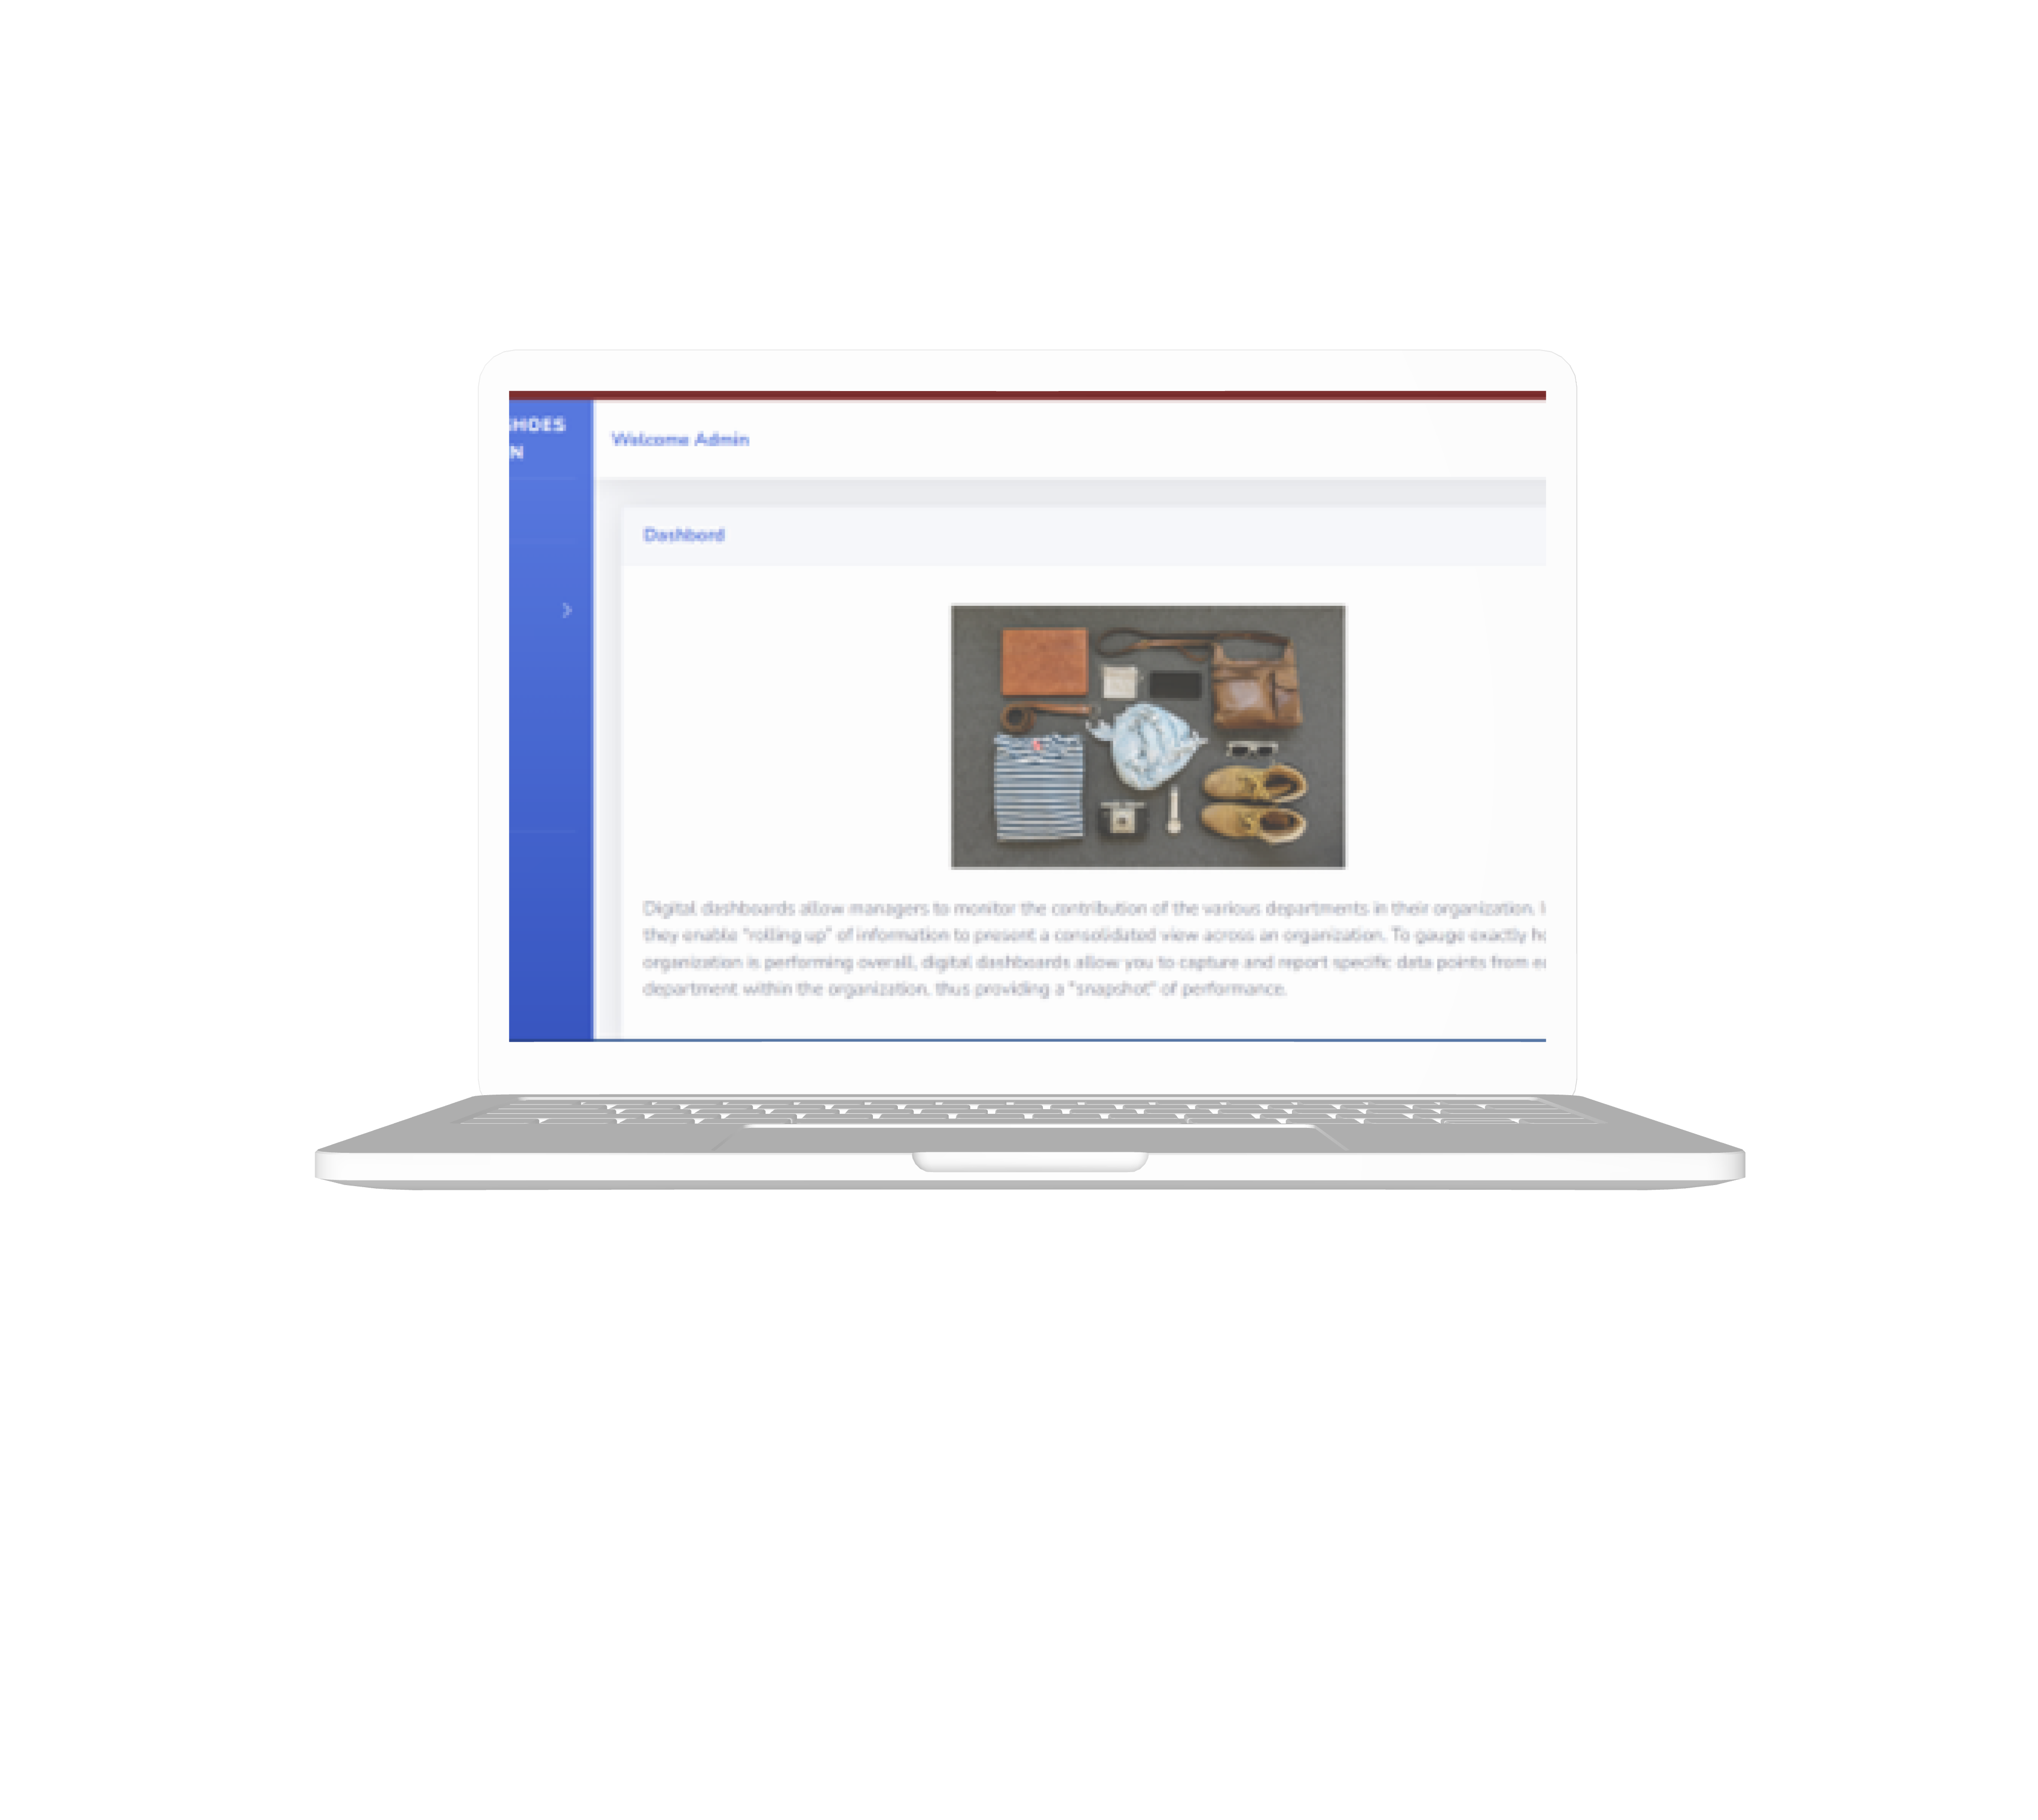 SHOES
N
Welcome Admin
Dashbord
Digital dashboards allow managers to monitor the contribution of the various departments in their organization.
they enable "rolling up" of information to present a consolidated view across an organization. To gauge exactly
organization is performing overall, digital dashboards allow you to capture and report specific data points from
department within the organization, thus providing a "snapshot" of performance.